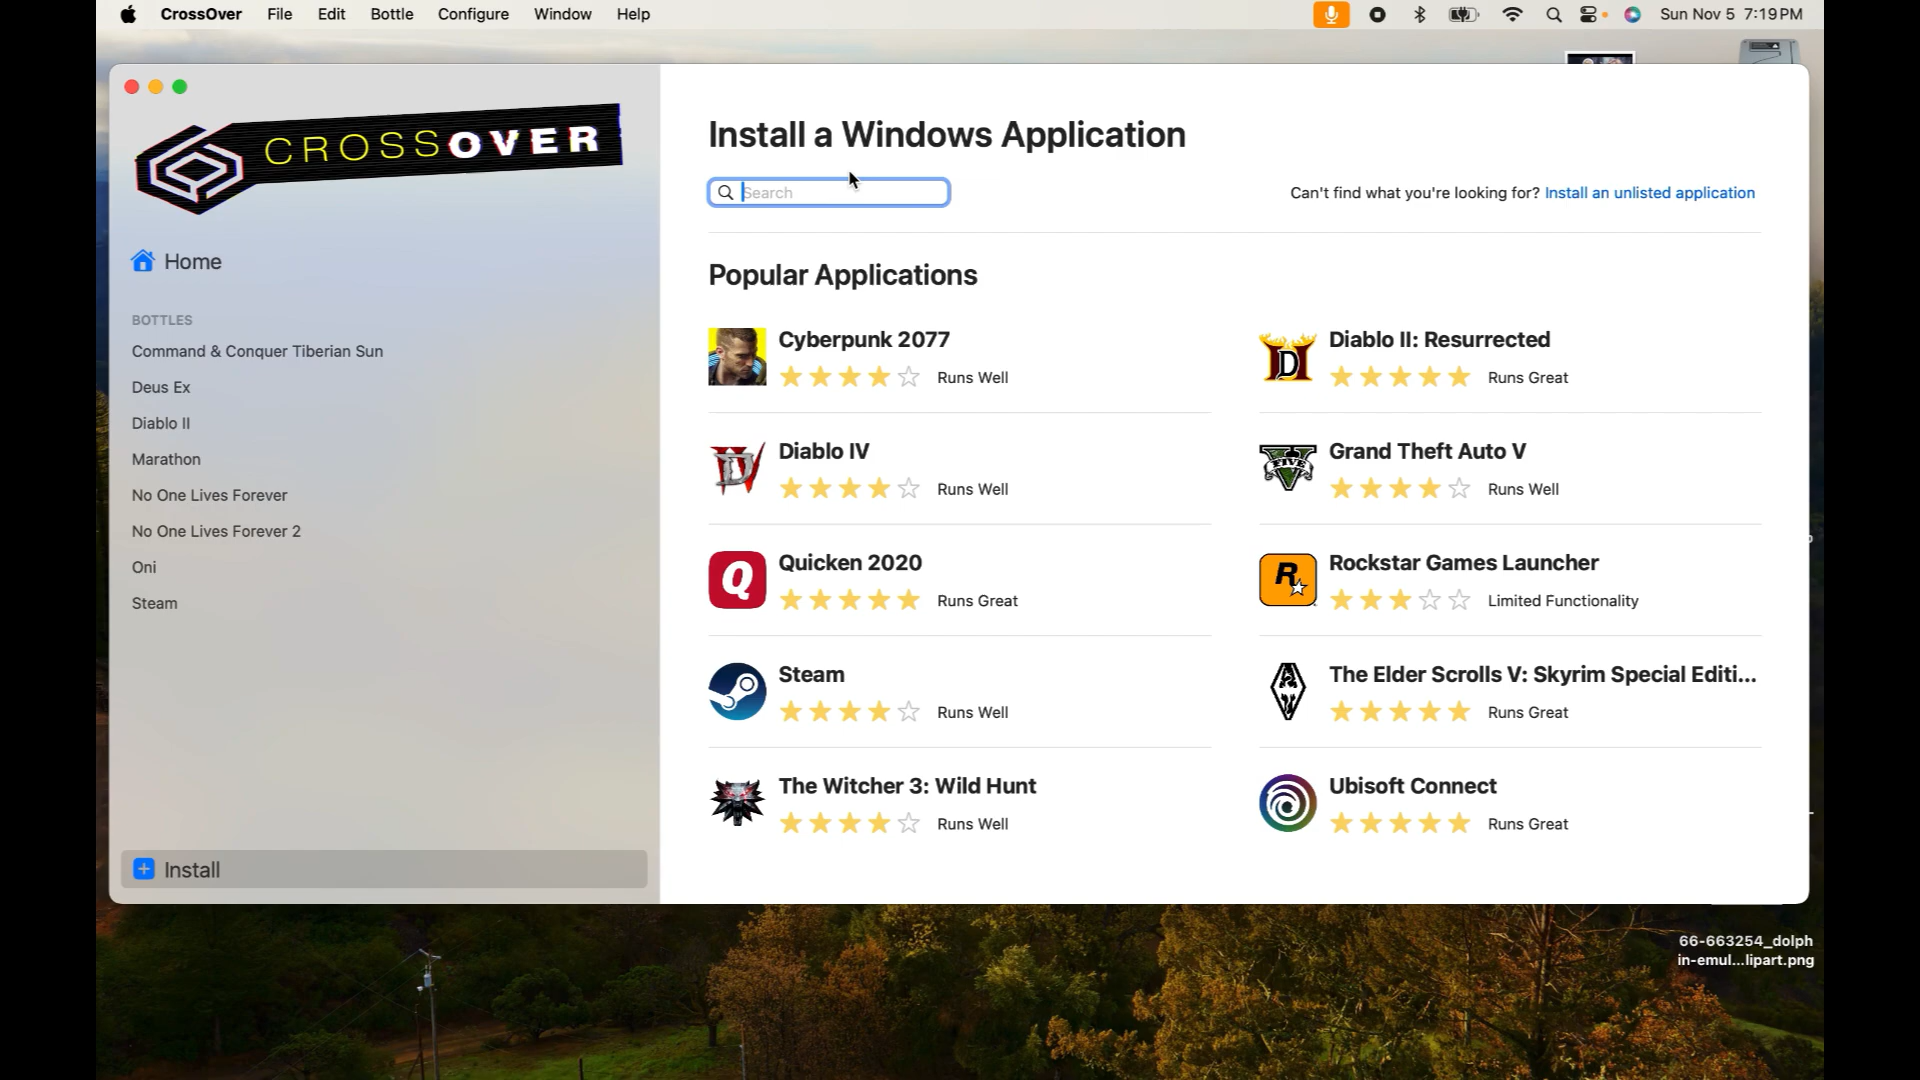 CrossOver File Edit Bottle Configure Window Help Sun Nov 5 7:19 PM
CROSSOVER
Home
BOTTLES
Command & Conquer Tiberian Sun
Deus Ex
Diablo II
Marathon
No One Lives Forever
No One Lives Forever 2
Oni
Steam
Install
Install a Windows Application
Search
Can't find what you're looking for? Install an unlisted application
Popular Applications
Cyberpunk 2077
Runs Well
Diablo II: Resurrected
Runs Great
Diablo IV
Runs Well
FIVE
Grand Theft Auto V
Runs Well
Quicken 2020
Runs Great
Rockstar Games Launcher
Limited Functionality
Steam
Runs Well
The Elder Scrolls V: Skyrim Special Editi...
Runs Great
The Witcher 3: Wild Hunt
Runs Well
Ubisoft Connect
Runs Great
66-663254_dolph
in-emul...lipart.png